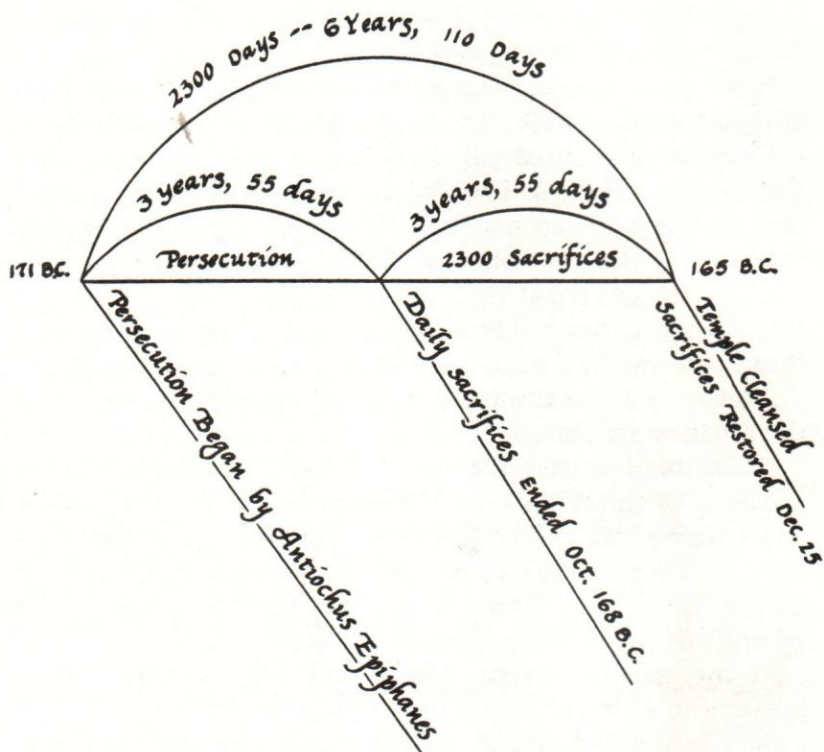 2300 Days -- 6 Years, 110 Days
3 years, 55 days
3 years, 55 days
171 B.C.
Persecution
2300 Sacrifices
165 B.C.
Persecution Began by Antiochus Epiphanes
Daily sacrifices Ended Oct. 168 B.C.
Temple Cleansed
Sacrifices Restored Dec. 25